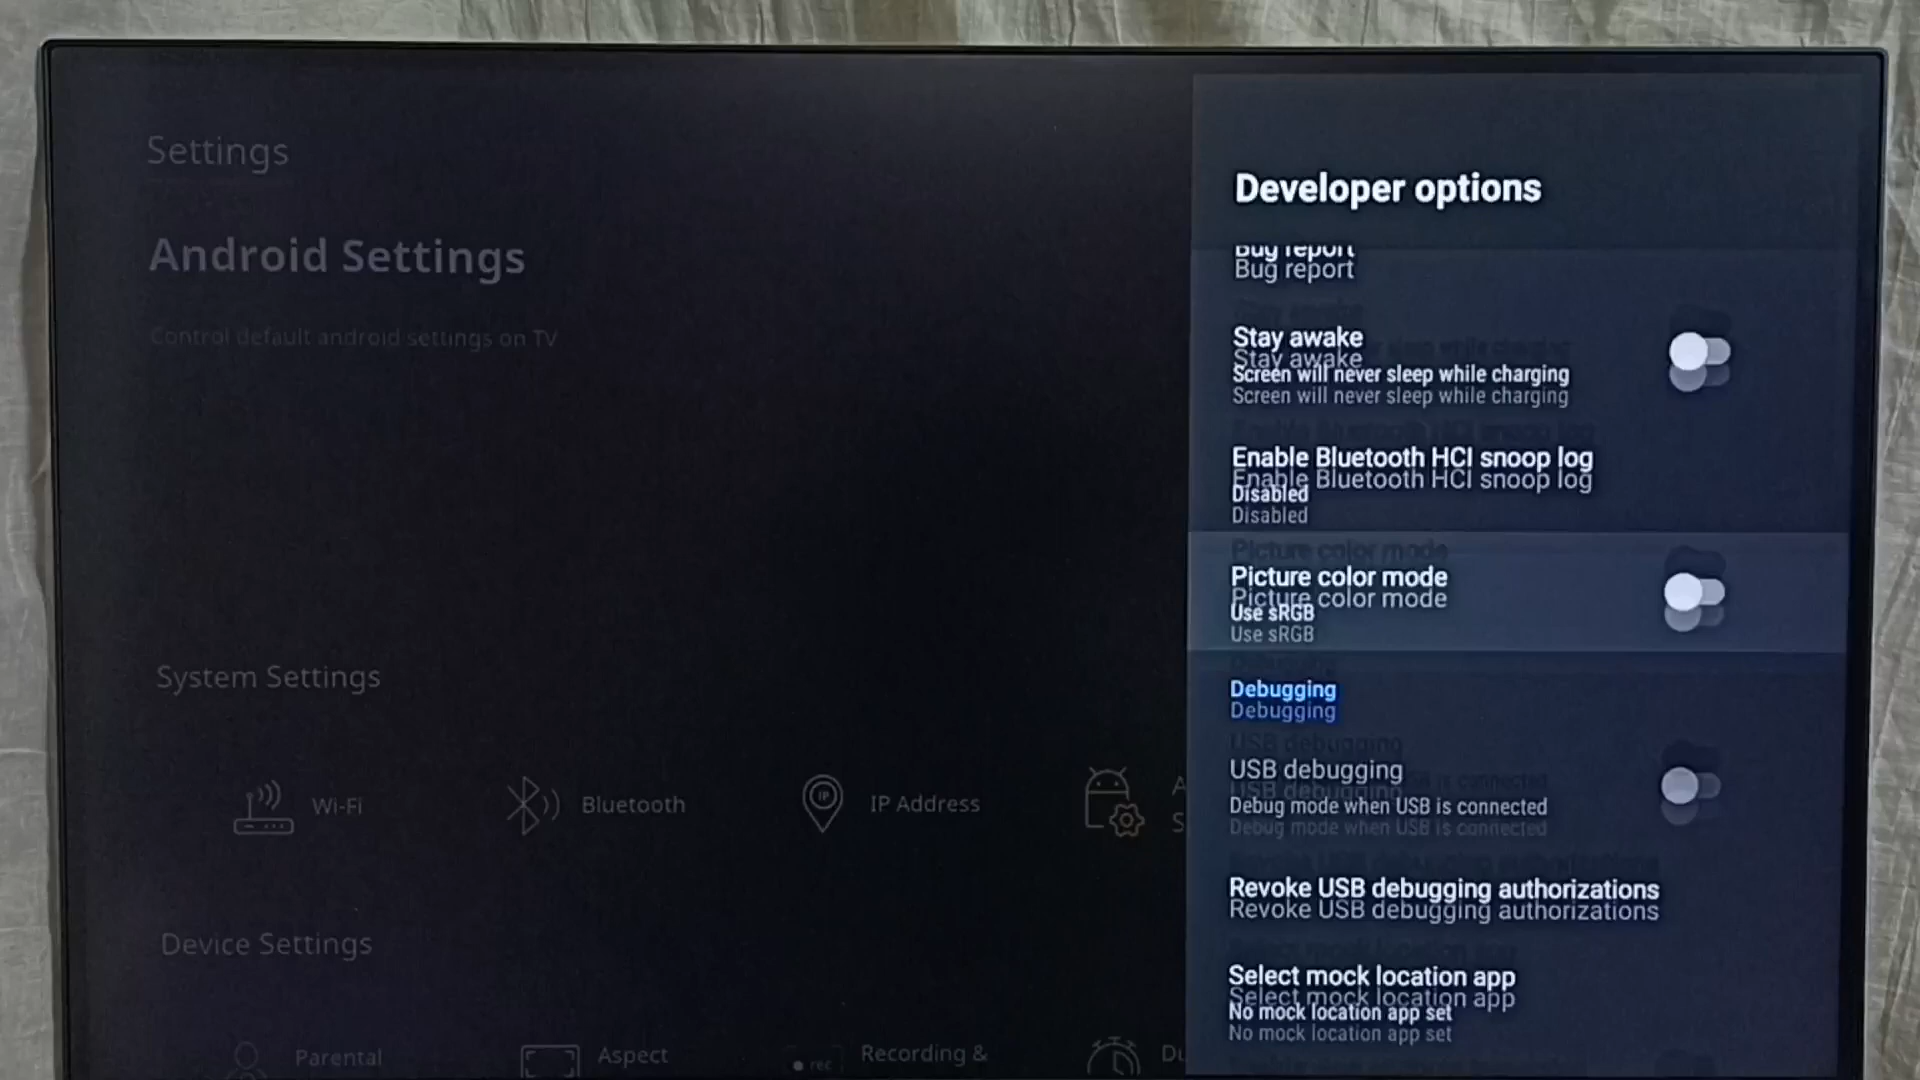 Settings
Android Settings
Control default android settings on TV
System Settings
Wi-Fi
Bluetooth
IP
IP Address
A
S
Device Settings
Parental
Aspect
rec
Recording &
Du
Developer options
Bug report
Stay awake
Screen will never sleep while charging
Enable Bluetooth HCI snoop log
Disabled
Picture color mode
Use sRGB
Debugging
USB debugging
Debug mode when USB is connected
Revoke USB debugging authorizations
Select mock location app
No mock location app set